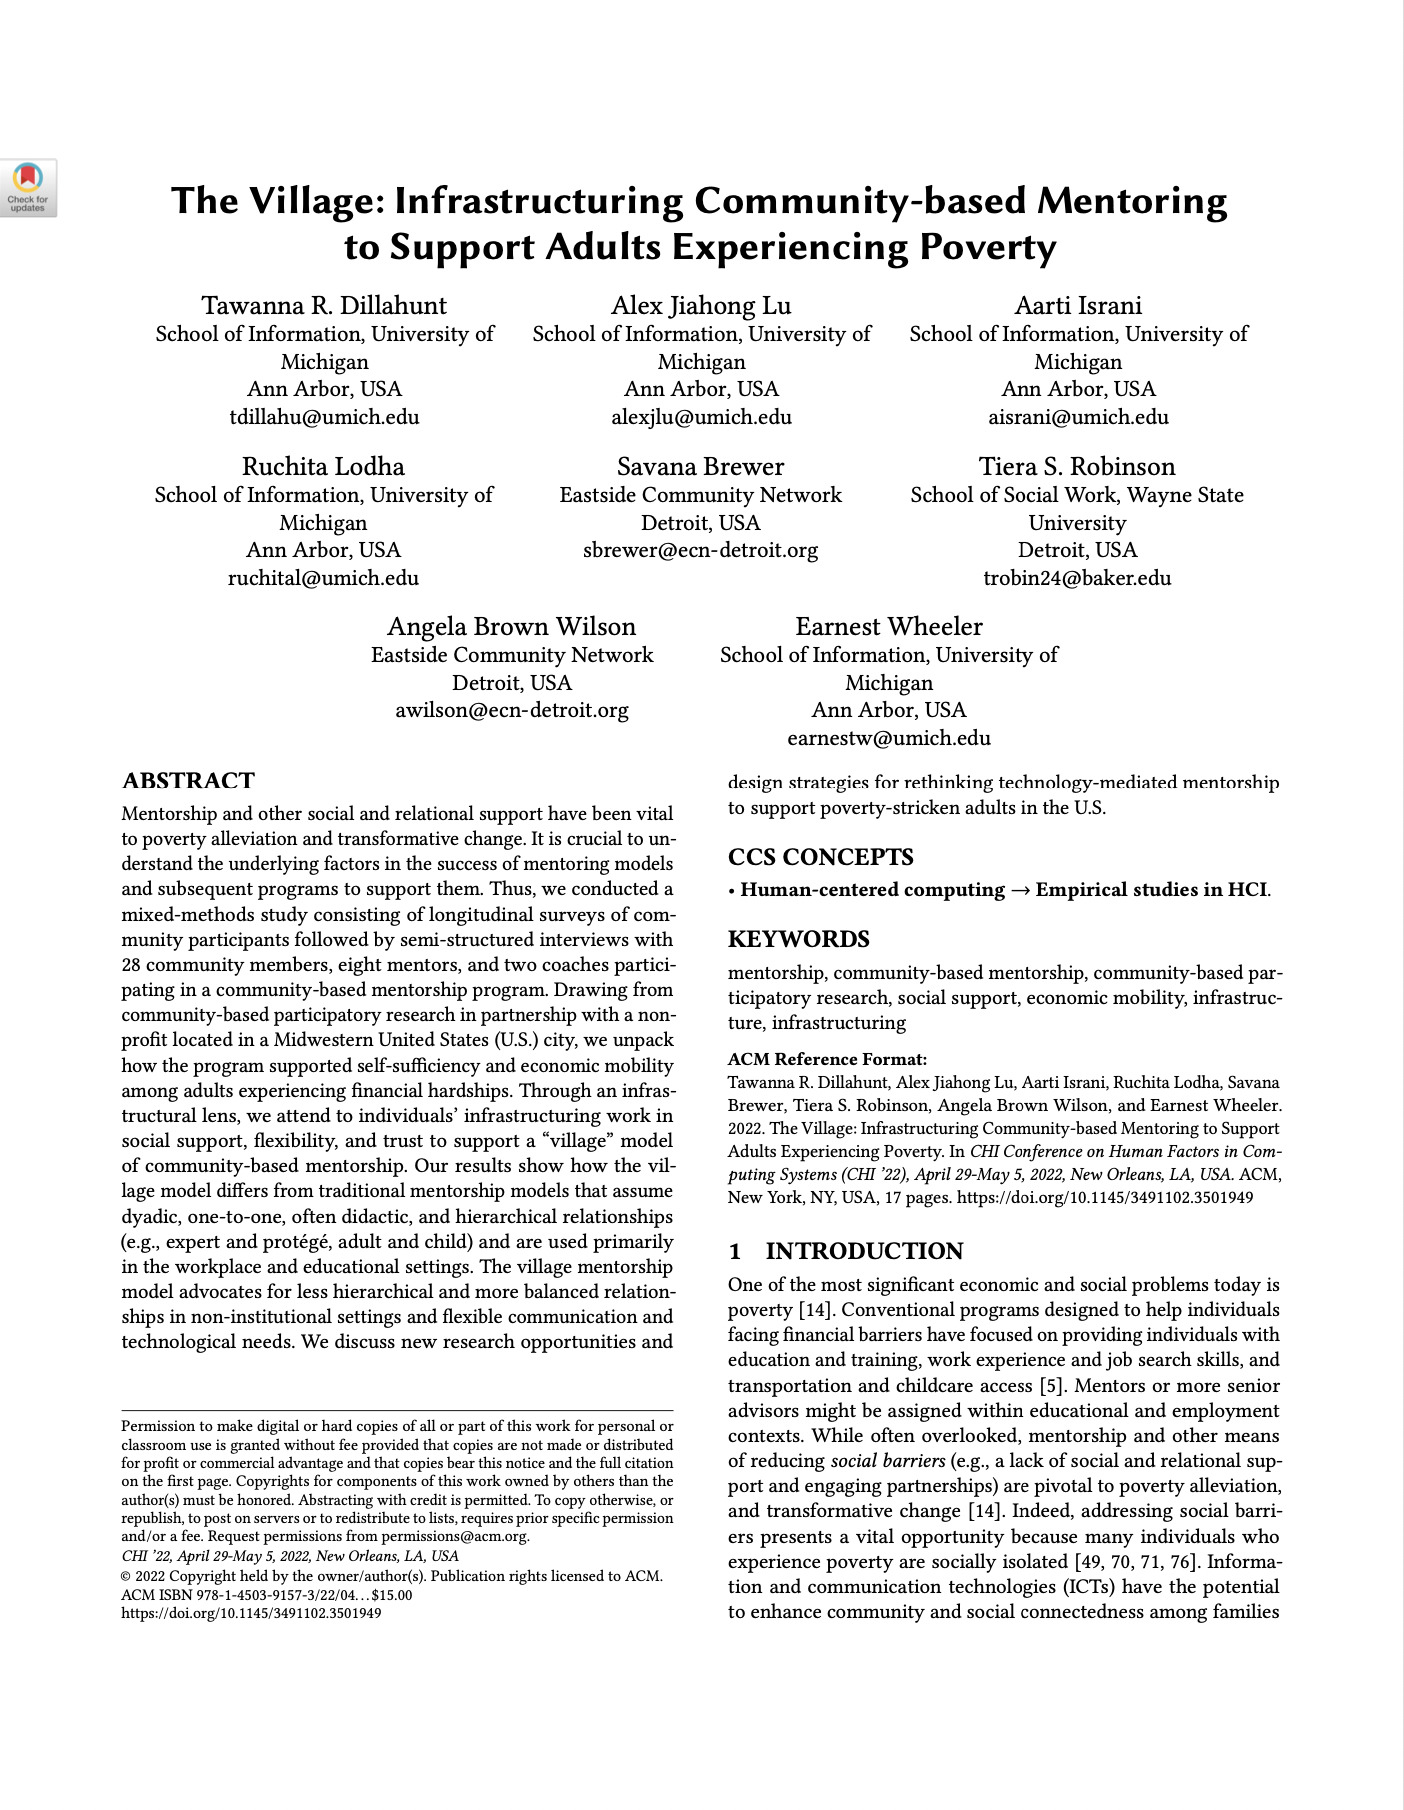 Check for
updates
The Village: Infrastructuring Community-based Mentoring
to Support Adults Experiencing Poverty
Tawanna R. Dillahunt
School of Information, University of
Michigan
Ann Arbor, USA
tdillahu@umich.edu
Alex Jiahong Lu
School of Information, University of
Michigan
Ann Arbor, USA
alexjlu@umich.edu
Aarti Israni
School of Information, University of
Michigan
Ann Arbor, USA
aisrani@umich.edu
Ruchita Lodha
School of Information, University of
Michigan
Ann Arbor, USA
ruchital@umich.edu
Savana Brewer
Eastside Community Network
Detroit, USA
sbrewer@ecn-detroit.org
Tiera S. Robinson
School of Social Work, Wayne State
University
Detroit, USA
trobin24@baker.edu
Angela Brown Wilson
Eastside Community Network
Detroit, USA
awilson@ecn-detroit.org
Earnest Wheeler
School of Information, University of
Michigan
Ann Arbor, USA
earnestw@umich.edu
ABSTRACT
Mentorship and other social and relational support have been vital
to poverty alleviation and transformative change. It is crucial to un-
derstand the underlying factors in the success of mentoring models
and subsequent programs to support them. Thus, we conducted a
mixed-methods study consisting of longitudinal surveys of com-
munity participants followed by semi-structured interviews with
28 community members, eight mentors, and two coaches partici-
pating in a community-based mentorship program. Drawing from
community-based participatory research in partnership with a non-
profit located in a Midwestern United States (U.S.) city, we unpack
how the program supported self-sufficiency and economic mobility
among adults experiencing financial hardships. Through an infras-
tructural lens, we attend to individuals’ infrastructuring work in
social support, flexibility, and trust to support a “village” model
of community-based mentorship. Our results show how the vil-
lage model differs from traditional mentorship models that assume
dyadic, one-to-one, often didactic, and hierarchical relationships
(e.g., expert and protégé, adult and child) and are used primarily
in the workplace and educational settings. The village mentorship
model advocates for less hierarchical and more balanced relation-
ships in non-institutional settings and flexible communication and
technological needs. We discuss new research opportunities and
Permission to make digital or hard copies of all or part of this work for personal or
classroom use is granted without fee provided that copies are not made or distributed
for profit or commercial advantage and that copies bear this notice and the full citation
on the first page. Copyrights for components of this work owned by others than the
author(s) must be honored. Abstracting with credit is permitted. To copy otherwise, or
republish, to post on servers or to redistribute to lists, requires prior specific permission
and/or a fee. Request permissions from permissions@acm.org.
CHI ’22, April 29-May 5, 2022, New Orleans, LA, USA
© 2022 Copyright held by the owner/author(s). Publication rights licensed to ACM.
ACM ISBN 978-1-4503-9157-3/22/04...$15.00
https://doi.org/10.1145/3491102.3501949
design strategies for rethinking technology-mediated mentorship
to support poverty-stricken adults in the U.S.
CCS CONCEPTS
• Human-centered computing → Empirical studies in HCI.
KEYWORDS
mentorship, community-based mentorship, community-based par-
ticipatory research, social support, economic mobility, infrastruc-
ture, infrastructuring
ACM Reference Format:
Tawanna R. Dillahunt, Alex Jiahong Lu, Aarti Israni, Ruchita Lodha, Savana
Brewer, Tiera S. Robinson, Angela Brown Wilson, and Earnest Wheeler.
2022. The Village: Infrastructuring Community-based Mentoring to Support
Adults Experiencing Poverty. In CHI Conference on Human Factors in Com-
puting Systems (CHI ’22), April 29-May 5, 2022, New Orleans, LA, USA. ACM,
New York, NY, USA, 17 pages. https://doi.org/10.1145/3491102.3501949
1 INTRODUCTION
One of the most significant economic and social problems today is
poverty [14]. Conventional programs designed to help individuals
facing financial barriers have focused on providing individuals with
education and training, work experience and job search skills, and
transportation and childcare access [5]. Mentors or more senior
advisors might be assigned within educational and employment
contexts. While often overlooked, mentorship and other means
of reducing social barriers (e.g., a lack of social and relational sup-
port and engaging partnerships) are pivotal to poverty alleviation,
and transformative change [14]. Indeed, addressing social barri-
ers presents a vital opportunity because many individuals who
experience poverty are socially isolated [49, 70, 71, 76]. Informa-
tion and communication technologies (ICTs) have the potential
to enhance community and social connectedness among families